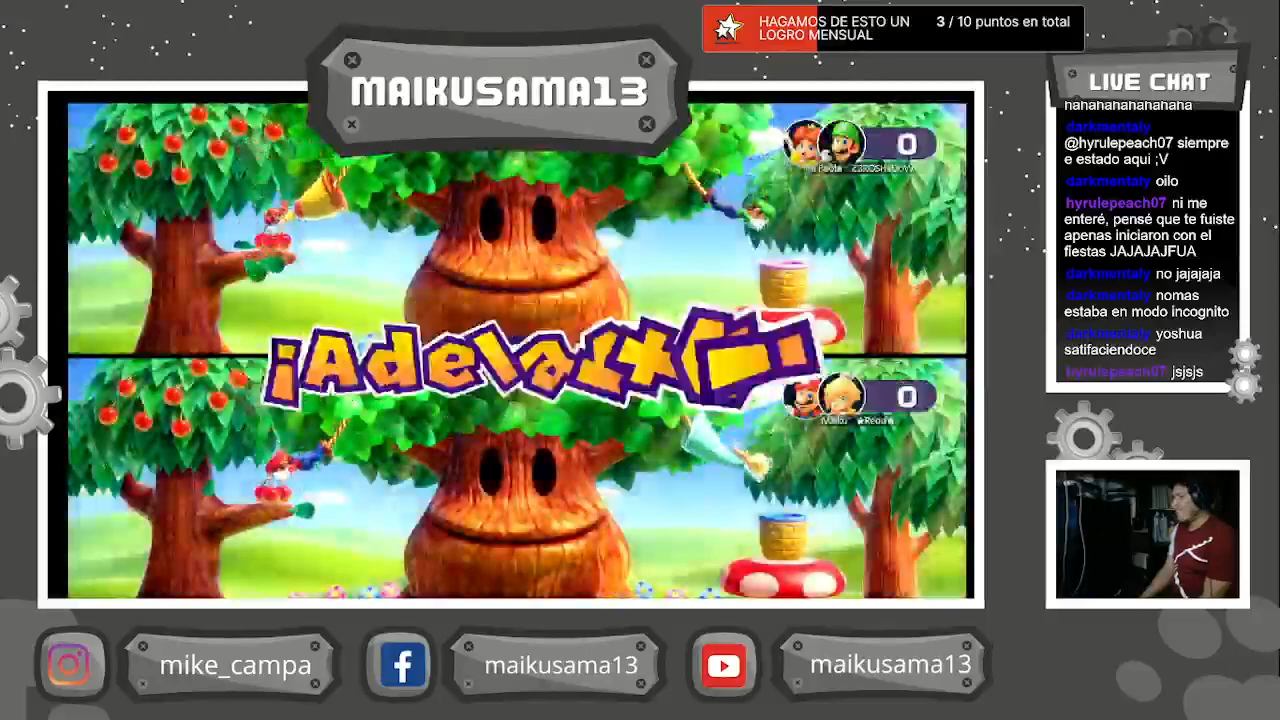 HAGAMOS DE ESTO UN
LOGRO MENSUAL
3 / 10 puntos en total
MAIKUSAMA13
LIVE CHAT
hahahahahahahaha
darkmentaly
@hyrulepeach07 siempre
e estado aqui ;V
darkmentaly oilo
hyrulepeach07 ni me
enteré, pensé que te fuiste
apenas iniciaron con el
fiestas JAJAJAJFUA
darkmentaly no jajajaja
darkmentaly nomas
estaba en modo incognito
darkmentaly yoshua
satifaciendoce
hyrulepeach07 jsjsjs
0
0
mike_campa
maikusama13
maikusama13